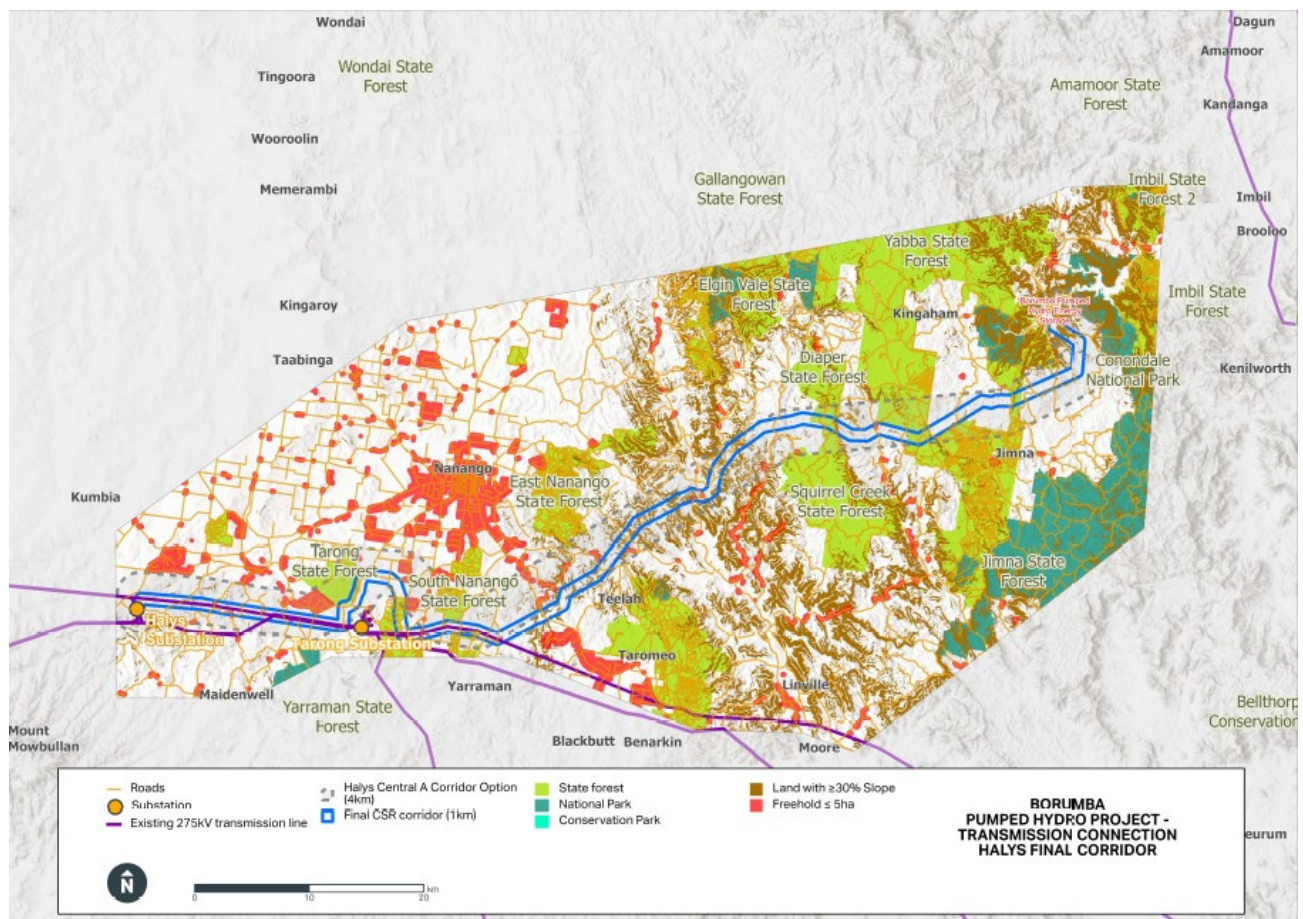 Wondai
Dagun
Amamoor
Wondai State
Forest
Tingoora
Amamoor State
Forest
Kandanga
Wooroolin
Memerambi
Gallangowan
State Forest
Imbil State
Forest 2
Imbil
Brooloo
Yabba State
Forest
Elgin Vale State
Forest
Imbil State
Forest
Kingaroy
Kingaham
Borumba Pumped
Hydro Energy
Storage
Taabinga
Diaper
State Forest
Conondale
National Park
Kenilworth
Nanango
Jimna
Kumbia
East Nanango
State Forest
Squirrel Creek
State Forest
Tarong
State Forest
South Nanango
State Forest
Jimna State
Forest
Teelah
Halys
Substation
Tarong Substation
Taromeo
Maidenwell
Yarraman
Linville
Yarraman State
Forest
Bellthorp
Conservation
Mount
Mowbullan
Blackbutt
Benarkin
Moore
Roads
Substation
Existing 275kV transmission line
Halys Central A Corridor Option
(4km)
Final CSR corridor (1km)
State forest
National Park
Conservation Park
Land with ≥30% Slope
Freehold ≤ 5ha
BORUMBA
PUMPED HYDRO PROJECT -
TRANSMISSION CONNECTION
HALYS FINAL CORRIDOR
eurum
N
km
0
10
20